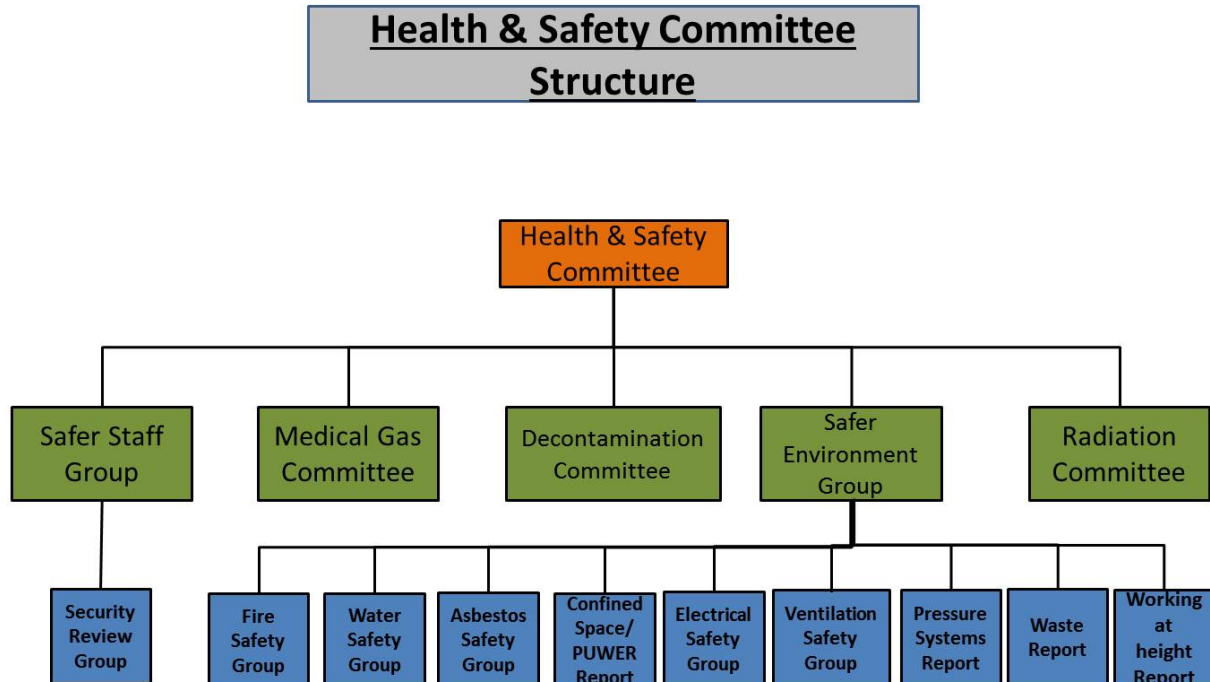 Health & Safety Committee
Structure
Health & Safety
Committee
Safer Staff
Group
Medical Gas
Committee
Decontamination
Committee
Safer
Environment
Group
Radiation
Committee
Security
Review
Group
Fire
Safety
Group
Water
Safety
Group
Asbestos
Safety
Group
Confined
Space/
PUWER
Report
Electrical
Safety
Group
Ventilation
Safety
Group
Pressure
Systems
Report
Waste
Report
Working
at
height
Report